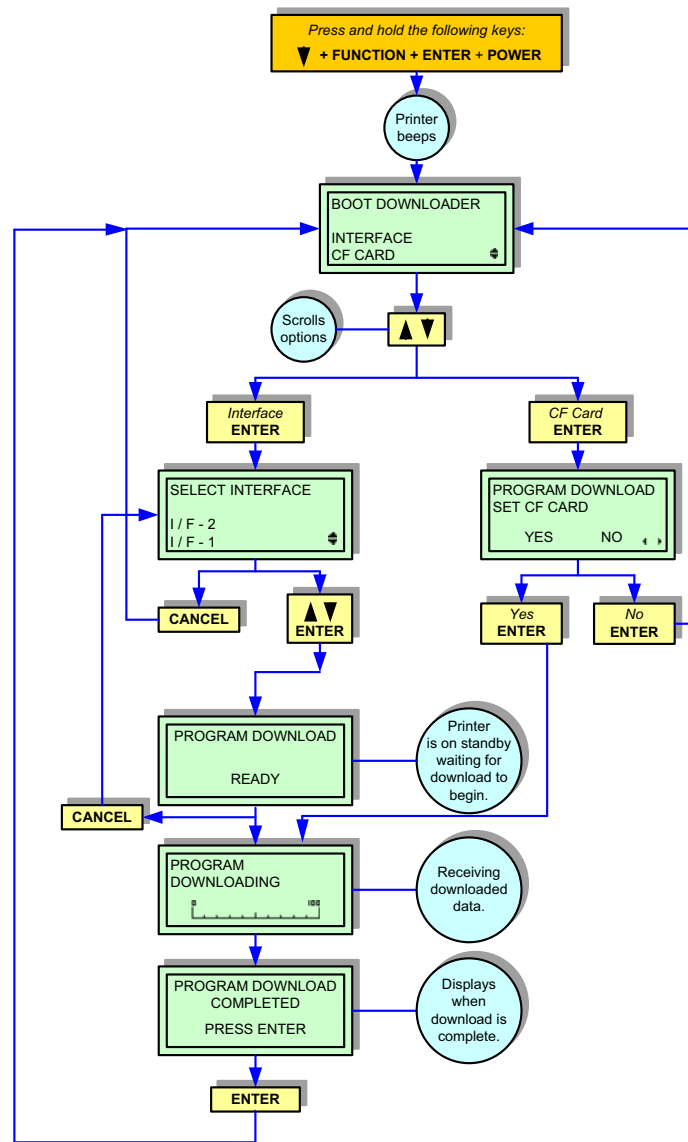 Press and hold the following keys:
+ FUNCTION + ENTER + POWER
Printer
beeps
BOOT DOWNLOADER
INTERFACE
CF CARD
Scrolls
options
Interface
ENTER
CF Card
ENTER
SELECT INTERFACE
I / F - 2
I / F - 1
PROGRAM DOWNLOAD
SET CF CARD
YES NO
CANCEL
ENTER
Yes
ENTER
No
ENTER
PROGRAM DOWNLOAD
READY
Printer
is on standby
waiting for
download to
begin.
CANCEL
PROGRAM
DOWNLOADING
0 100
Receiving
downloaded
data.
PROGRAM DOWNLOAD
COMPLETED
PRESS ENTER
Displays
when
download is
complete.
ENTER